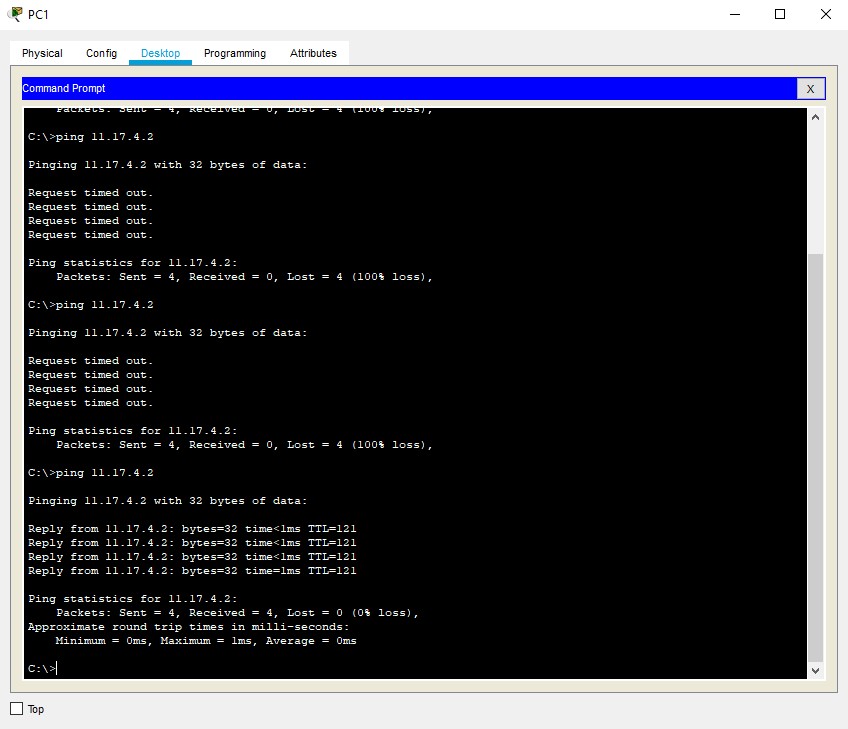 PC1
Physical Config Desktop Programming Attributes
Command Prompt X
Packets: Sent = 4, Received = 0, Lost = 4 (100% loss),
C:\>ping 11.17.4.2
Pinging 11.17.4.2 with 32 bytes of data:
Request timed out.
Request timed out.
Request timed out.
Request timed out.
Ping statistics for 11.17.4.2:
Packets: Sent = 4, Received = 0, Lost = 4 (100% loss),
C:\>ping 11.17.4.2
Pinging 11.17.4.2 with 32 bytes of data:
Request timed out.
Request timed out.
Request timed out.
Request timed out.
Ping statistics for 11.17.4.2:
Packets: Sent = 4, Received = 0, Lost = 4 (100% loss),
C:\>ping 11.17.4.2
Pinging 11.17.4.2 with 32 bytes of data:
Reply from 11.17.4.2: bytes=32 time<1ms TTL=121
Reply from 11.17.4.2: bytes=32 time<1ms TTL=121
Reply from 11.17.4.2: bytes=32 time<1ms TTL=121
Reply from 11.17.4.2: bytes=32 time=1ms TTL=121
Ping statistics for 11.17.4.2:
Packets: Sent = 4, Received = 4, Lost = 0 (0% loss),
Approximate round trip times in milli-seconds:
Minimum = 0ms, Maximum = 1ms, Average = 0ms
C:\>
Top